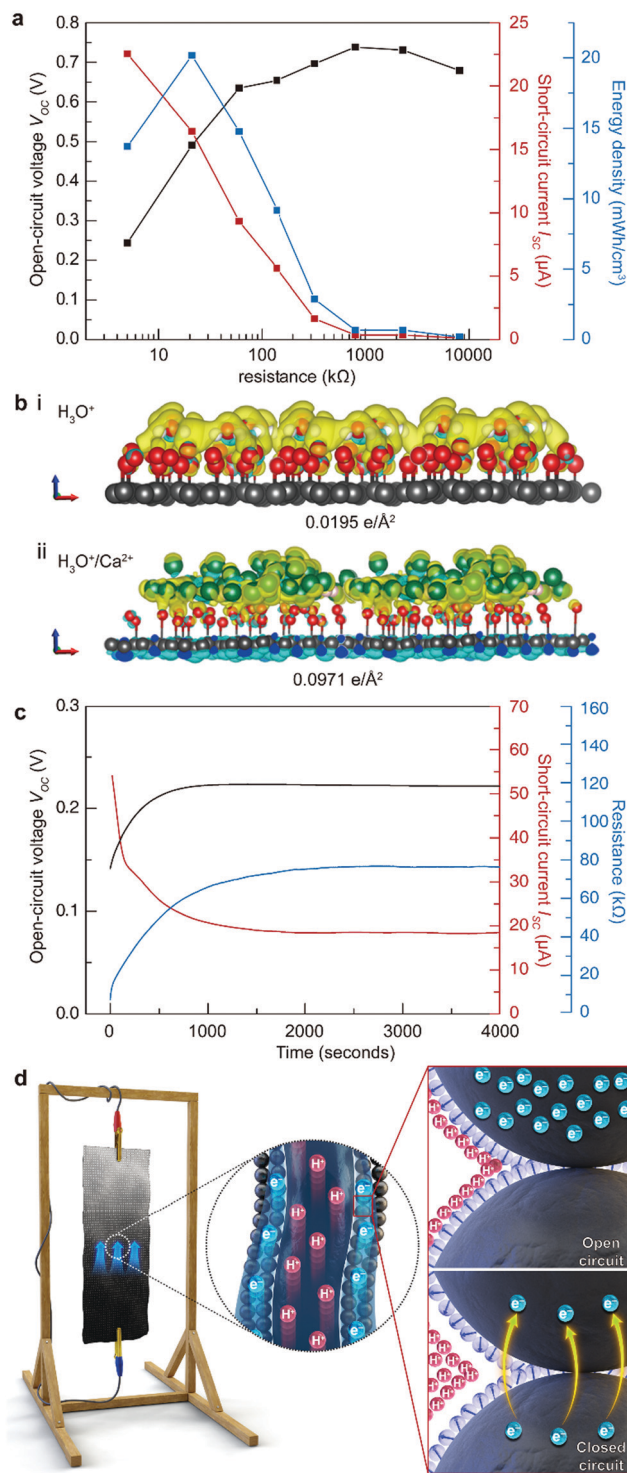 a
Open-circuit voltage V_OC (V)
0.8
0.7
0.6
0.5
0.4
0.3
0.2
0.1
0.0
10
100
1000
10000
resistance (kΩ)
25
20
15
10
5
0
Short-circuit current I_SC (µA)
20
15
10
5
0
Energy density (mWh/cm³)
b i
H₃O⁺
0.0195 e/Å²
ii
H₃O⁺/Ca²⁺
0.0971 e/Å²
c
Open-circuit voltage V_OC (V)
0.3
0.2
0.1
0.0
0
1000
2000
3000
4000
Time (seconds)
70
60
50
40
30
20
10
0
Short-circuit current I_SC (µA)
160
140
120
100
80
60
40
20
0
Resistance (kΩ)
d
H⁺
e⁻
Open
circuit
Closed
circuit